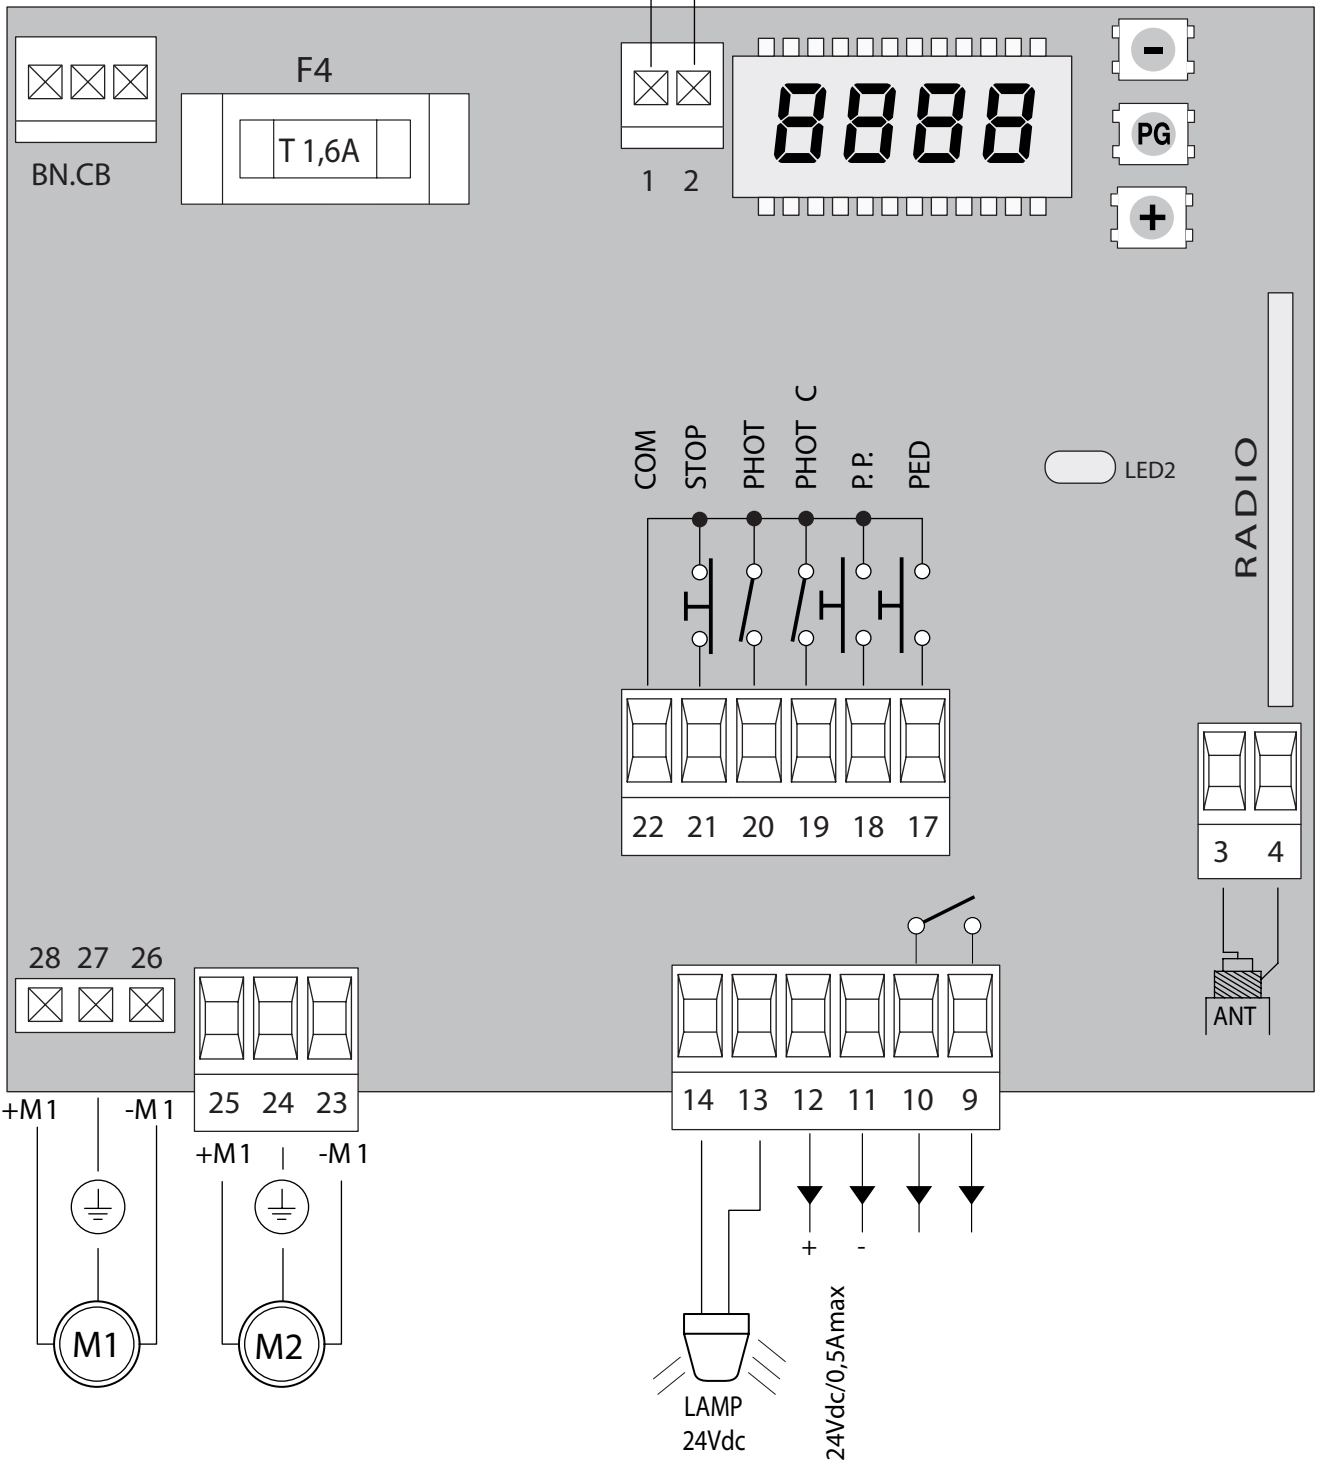 F4
T 1,6A
BN.CB
1 2
8888
-
PG
+
COM
STOP
PHOT
PHOT C
P.P.
PED
LED2
RADIO
22 21 20 19 18 17
3 4
ANT
28 27 26
25 24 23
14 13 12 11 10 9
+M1 -M1
+M1 -M1
+ -
M1
M2
24Vdc/0,5Amax
LAMP
24Vdc